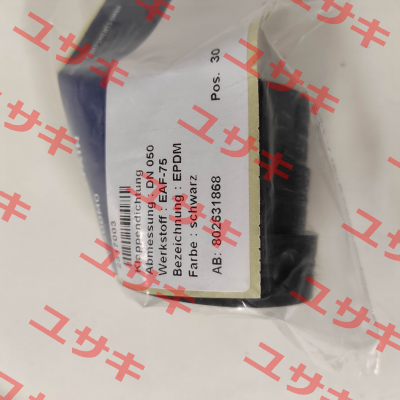 Klappendichtung
Abmessung : DN 050
Werkstoff : EAF-75
Bezeichnung : EPDM
Farbe : schwarz
AB: 802631868
Pos. 30
ユサキ
ユサキ
ユサキ
ユサキ
ユサキ
ユサキ
ユサキ
ユサキ